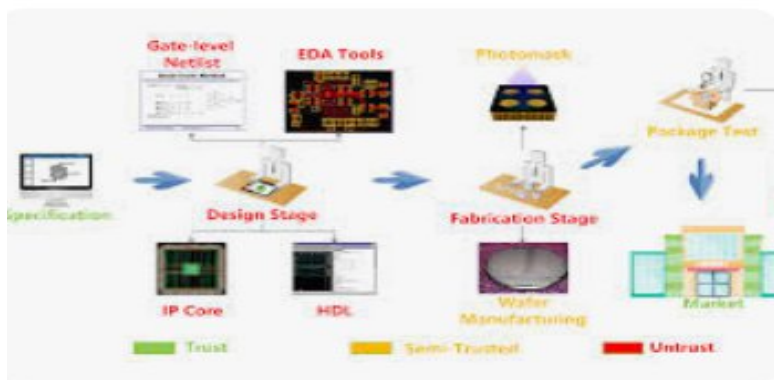 Gate-level
Netlist
EDA Tools
Photomask
Package Test
Specification
Design Stage
Fabrication Stage
IP Core
HDL
Wafer
Manufacturing
Market
Trust
Semi-Trusted
Untrust